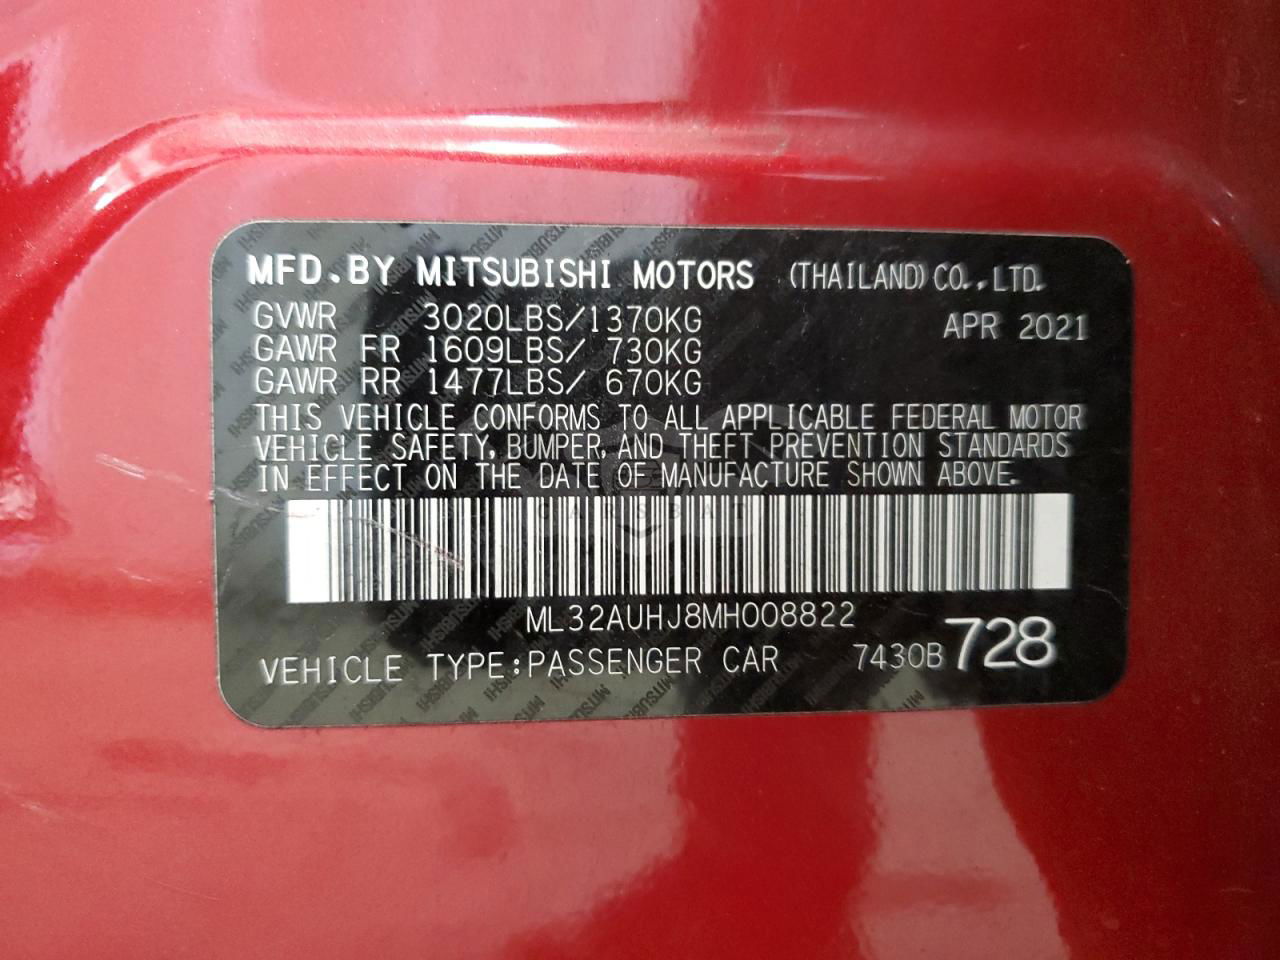 MFD.BY MITSUBISHI MOTORS (THAILAND) CO.,LTD.
GVWR 3020LBS/1370KG APR 2021
GAWR FR 1609LBS/ 730KG
GAWR RR 1477LBS/ 670KG
THIS VEHICLE CONFORMS TO ALL APPLICABLE FEDERAL MOTOR
VEHICLE SAFETY, BUMPER, AND THEFT PREVENTION STANDARDS
IN EFFECT ON THE DATE OF MANUFACTURE SHOWN ABOVE.
CARSBAT
ML32AUHJ8MH008822
VEHICLE TYPE:PASSENGER CAR 7430B 728